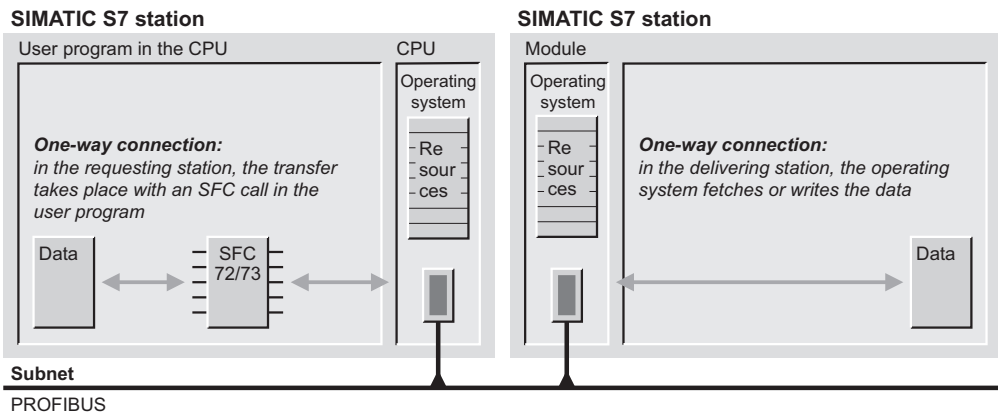 SIMATIC S7 station
User program in the CPU
CPU
Operating
system
Re
sour
ces
One-way connection:
in the requesting station, the transfer
takes place with an SFC call in the
user program
Data
SFC
72/73
SIMATIC S7 station
Module
Operating
system
Re
sour
ces
One-way connection:
in the delivering station, the operating
system fetches or writes the data
Data
Subnet
PROFIBUS